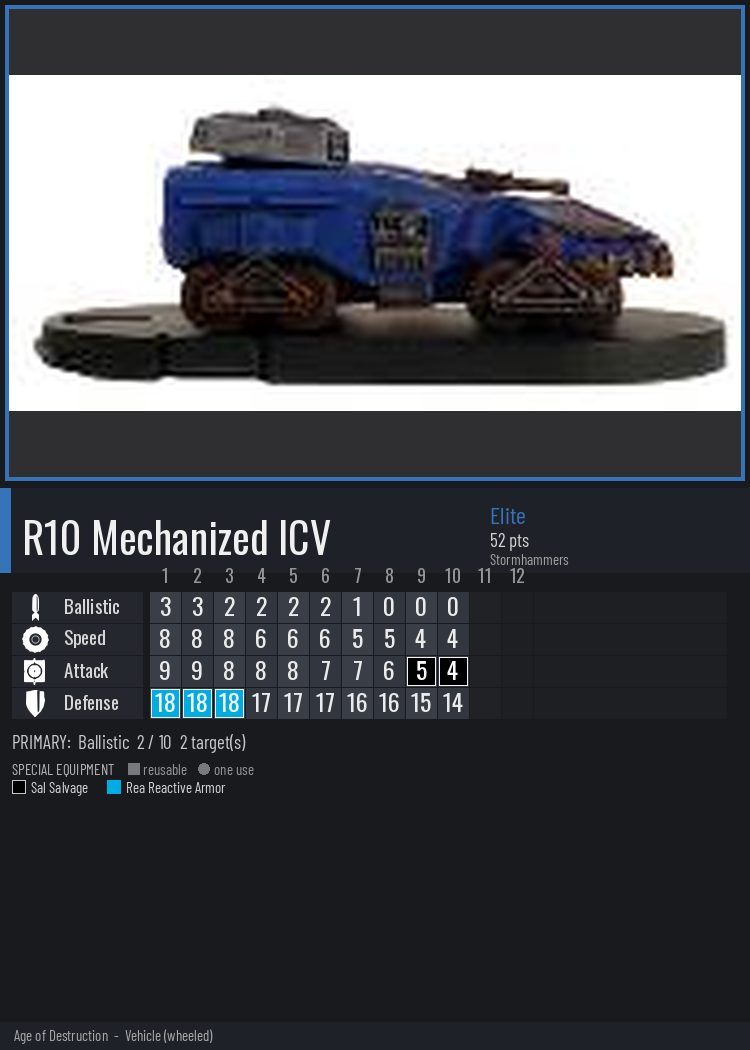 R10 Mechanized ICV
Elite
52 pts
Stormhammers
1 2 3 4 5 6 7 8 9 10 11 12
Ballistic 3 3 2 2 2 2 1 0 0 0
Speed 8 8 8 6 6 6 5 5 4 4
Attack 9 9 8 8 8 7 7 6 5 4
Defense 18 18 18 17 17 17 16 16 15 14
PRIMARY: Ballistic 2 / 10 2 target(s)
SPECIAL EQUIPMENT reusable one use
Sal Salvage Rea Reactive Armor
Age of Destruction - Vehicle (wheeled)